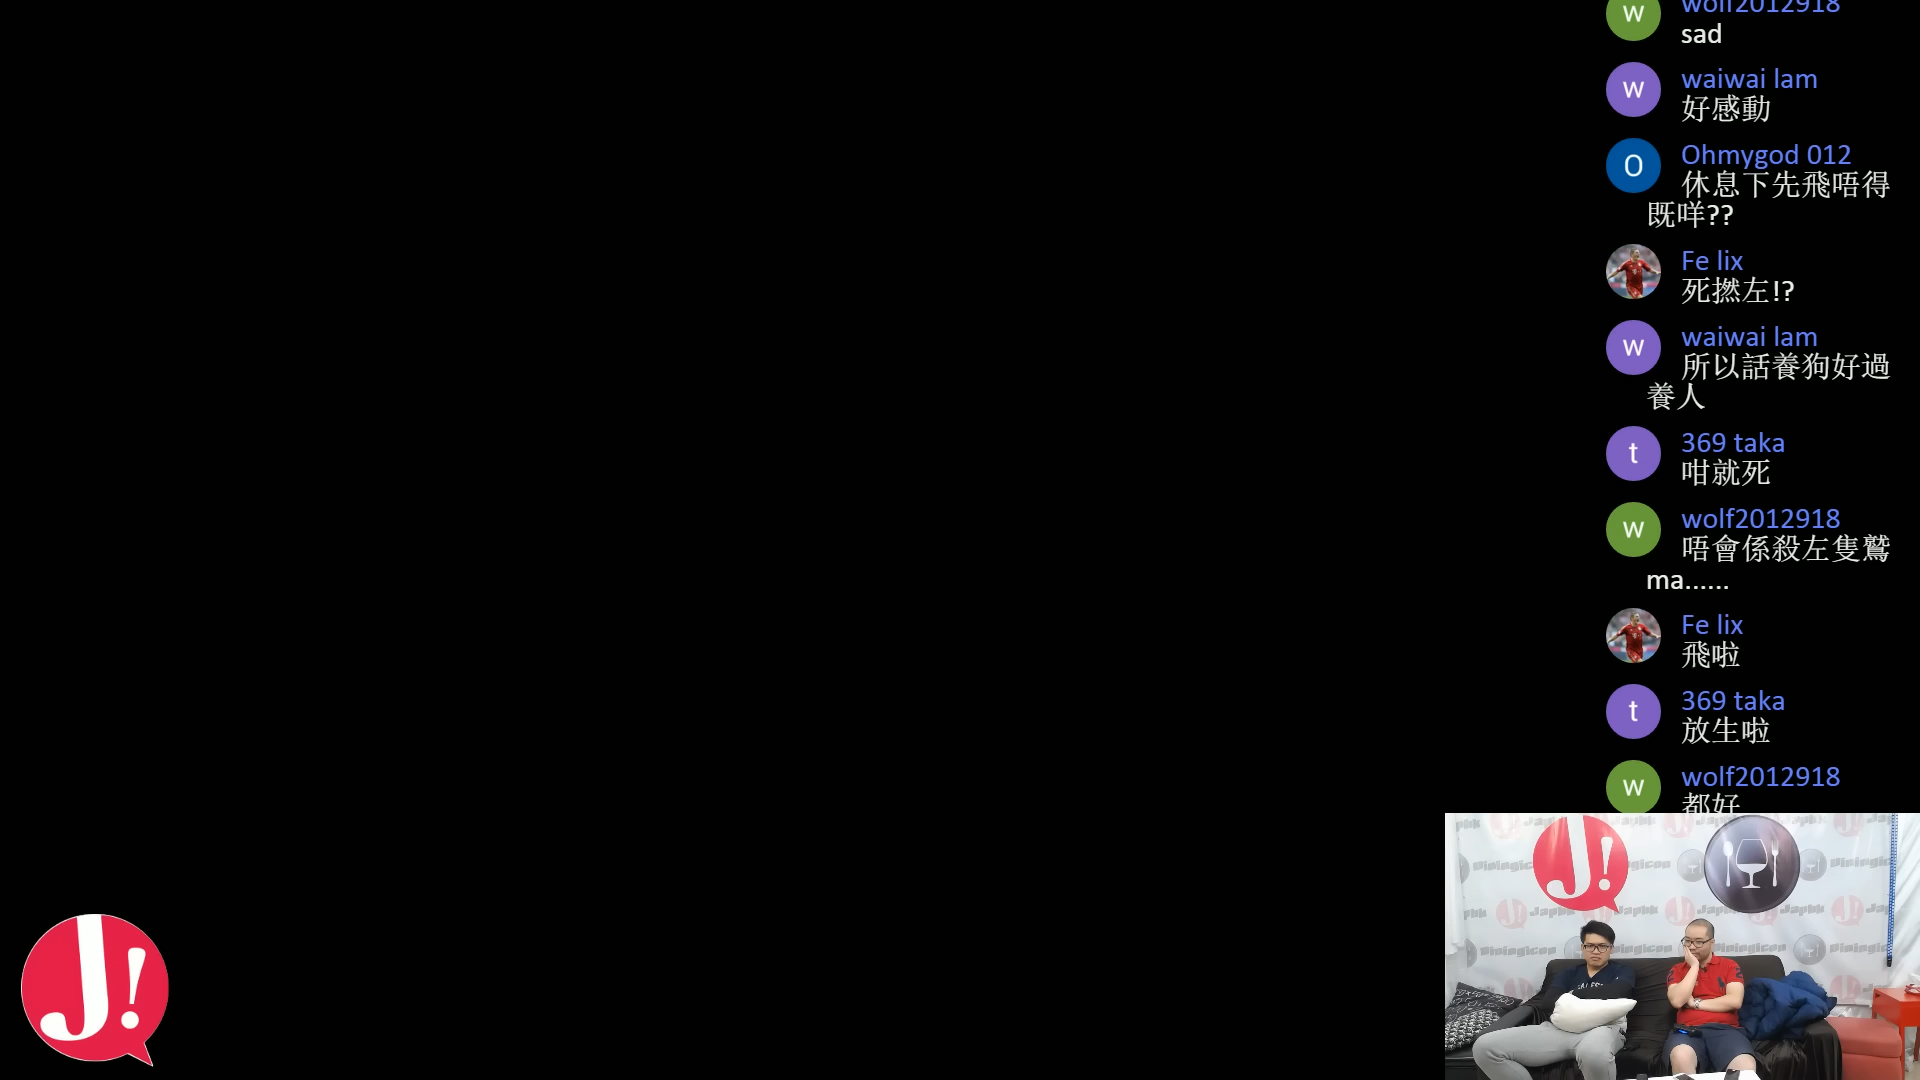 wolf2012918
sad
waiwai lam
好感動
Ohmygod 012
休息下先飛唔得
既咩??
Fe lix
死撚左!?
waiwai lam
所以話養狗好過
養人
369 taka
咁就死
wolf2012918
唔會係殺左隻鷲
ma......
Fe lix
飛啦
369 taka
放生啦
wolf2012918
都好
J!
J!
Diningicon